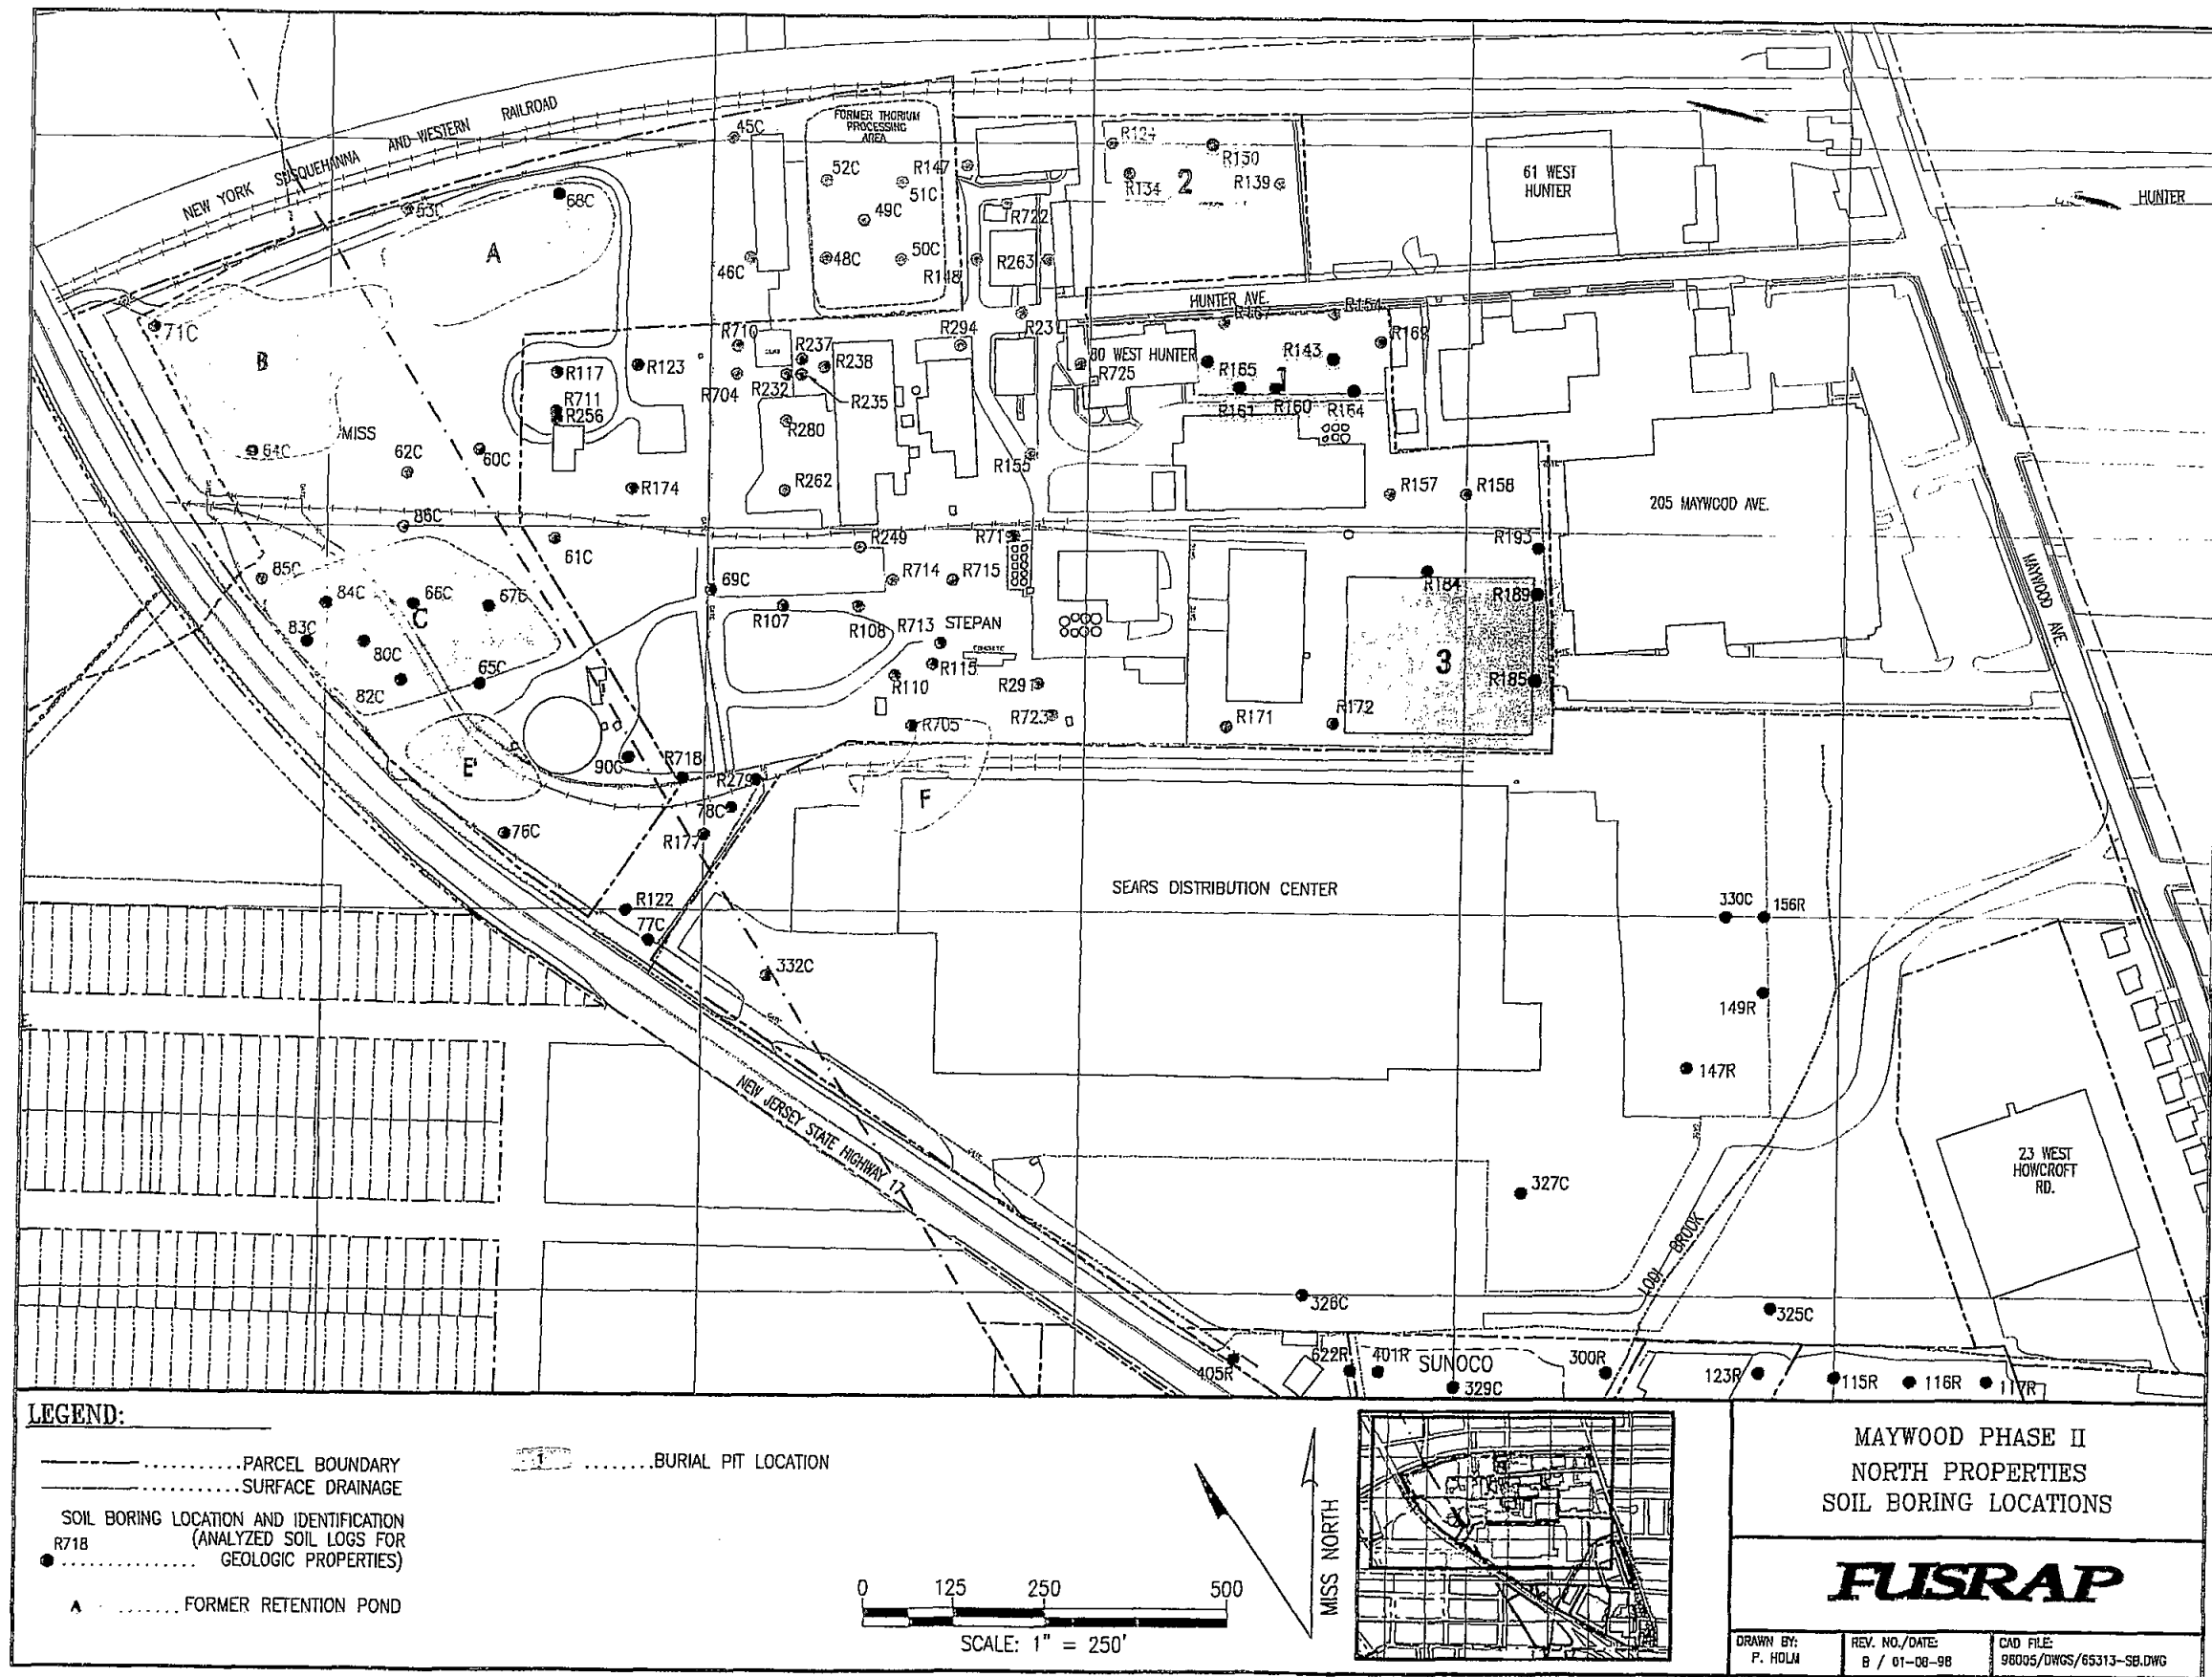 NEW YORK SUSQUEHANNA AND WESTERN RAILROAD
FORMER THORIUM
PROCESSING
AREA
45C
52C
R147
51C
49C
48C
50C
46C
R148
R722
R263
R134
R150
R139
2
61 WEST
HUNTER
HUNTER
63C
68C
A
B
71C
HUNTER AVE.
R167
R154
R169
R710
R237
R238
R294
R23
80 WEST HUNTER
R725
R165
R143
R161
R160
R164
R117
R123
R711
R256
R704
R232
R235
R280
R155
MISS
64C
62C
60C
R174
R262
R157
R158
205 MAYWOOD AVE.
86C
61C
R249
R71
R193
85C
84C
66C
67C
C
69C
R714
R715
R184
R189
83C
80C
R107
R108
R713
STEPAN
82C
65C
R110
R115
R291
3
R185
MAYWOOD AVE.
R705
R723
R171
R172
E
90C
R718
R279
F
78C
76C
R177
R122
77C
332C
SEARS DISTRIBUTION CENTER
330C
156R
149R
147R
NEW JERSEY STATE HIGHWAY 17
23 WEST
HOWCROFT
RD.
327C
LODI BROOK
326C
325C
405R
622R
401R
SUNOCO
329C
300R
123R
115R
116R
117R
LEGEND:
..........PARCEL BOUNDARY
..........SURFACE DRAINAGE
SOIL BORING LOCATION AND IDENTIFICATION
R718 (ANALYZED SOIL LOGS FOR
............... GEOLOGIC PROPERTIES)
A ....... FORMER RETENTION POND
1 ........BURIAL PIT LOCATION
0 125 250 500
SCALE: 1" = 250'
MISS NORTH
MAYWOOD PHASE II
NORTH PROPERTIES
SOIL BORING LOCATIONS
FUSRAP
DRAWN BY:
P. HOLM
REV. NO./DATE:
B / 01-08-98
CAD FILE:
98005/DWGS/65313-SB.DWG